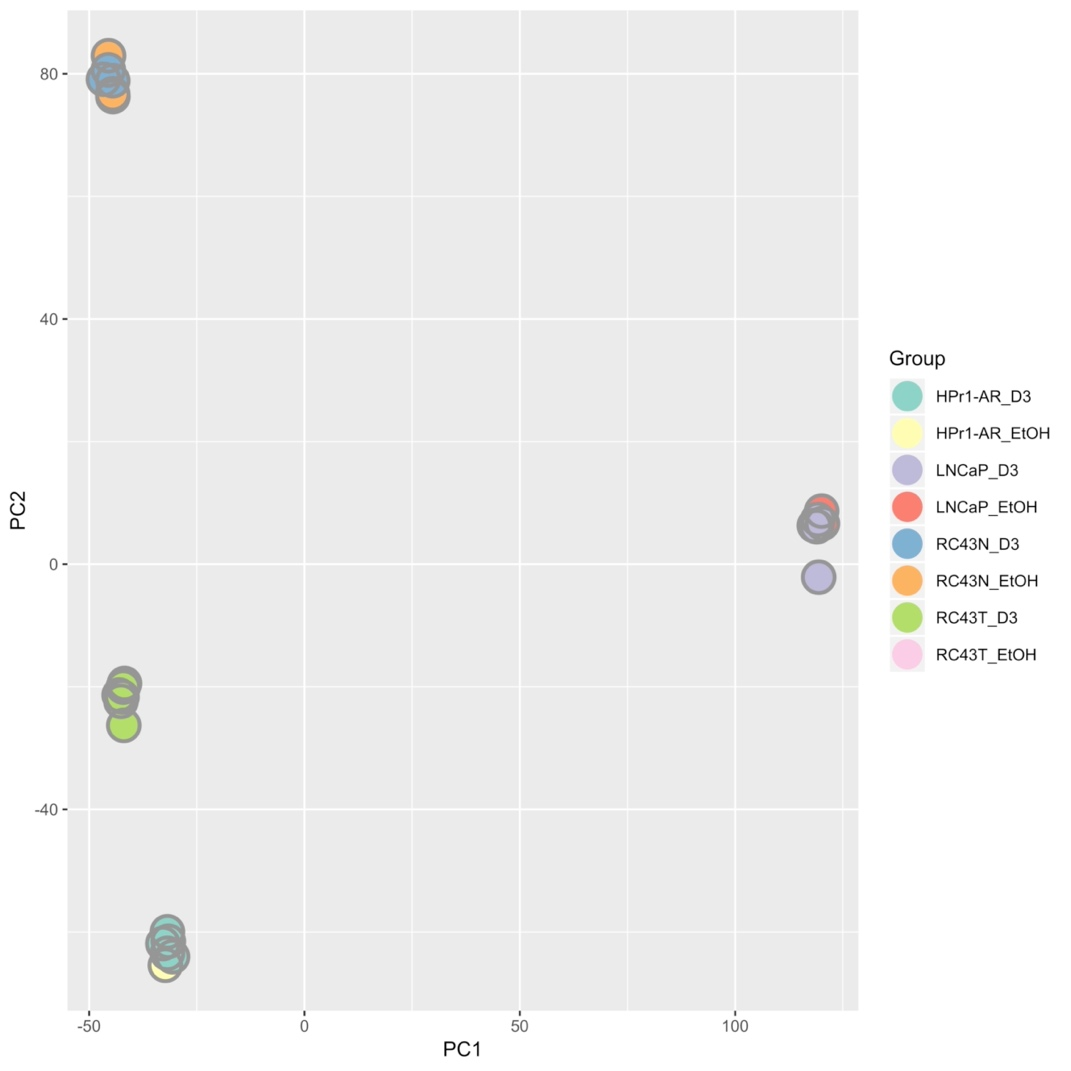 80
40
0
-40
-50
0
50
100
PC1
PC2
Group
HPr1-AR_D3
HPr1-AR_EtOH
LNCaP_D3
LNCaP_EtOH
RC43N_D3
RC43N_EtOH
RC43T_D3
RC43T_EtOH